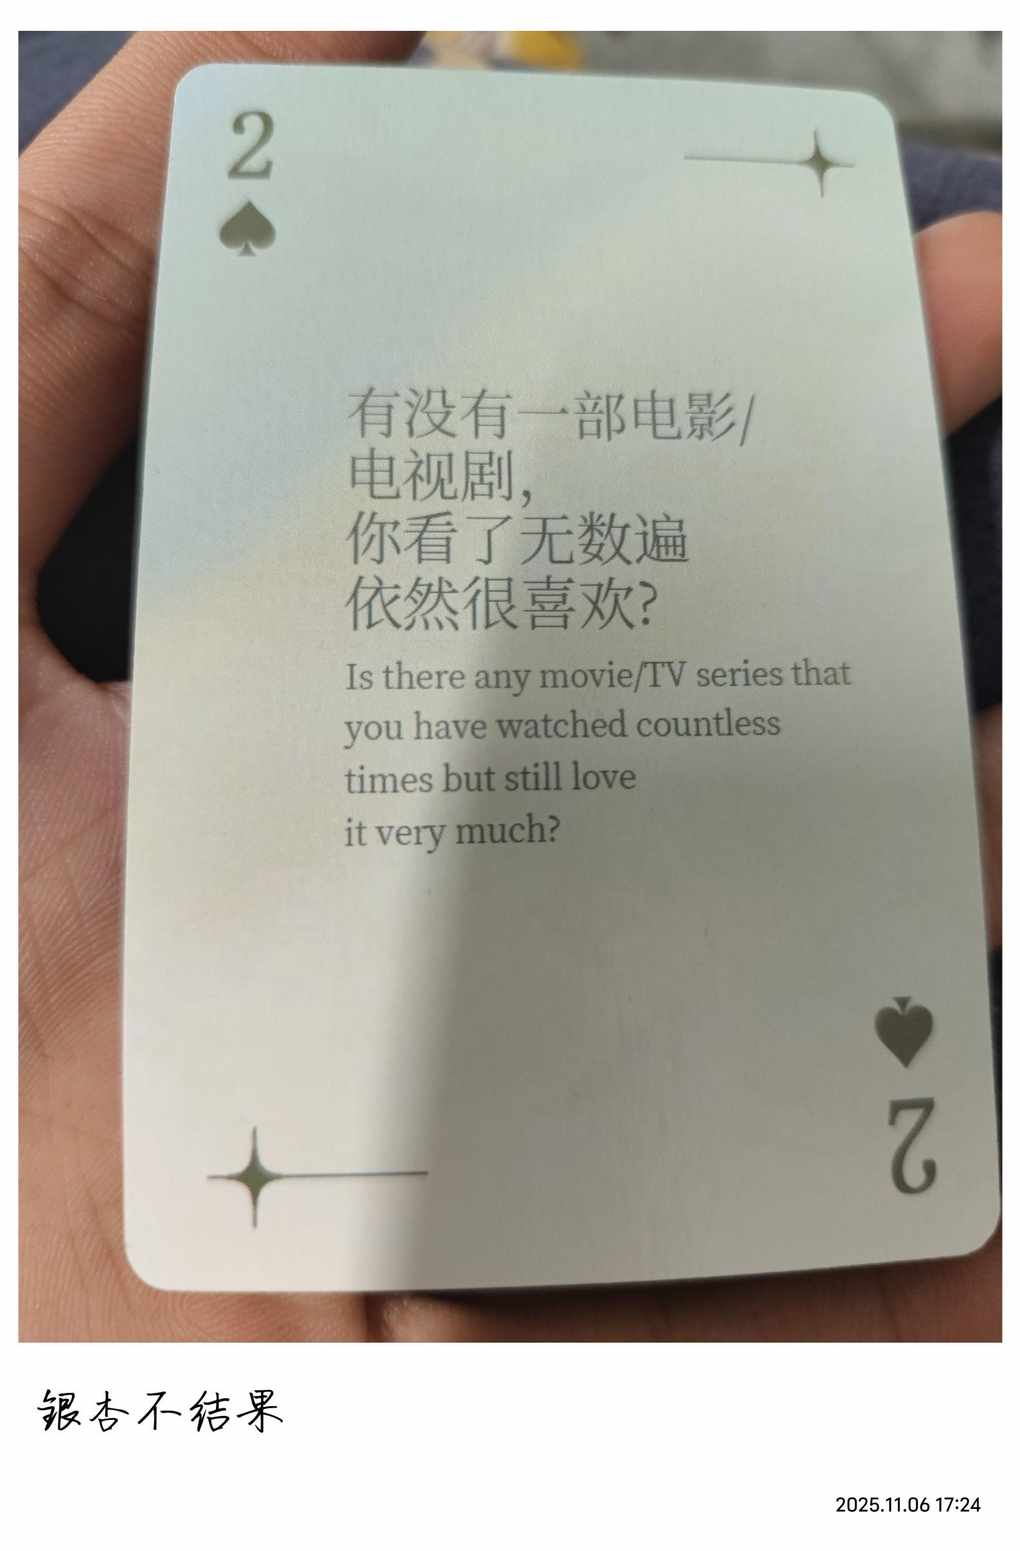 2
有没有一部电影/
电视剧，
你看了无数遍
依然很喜欢?
Is there any movie/TV series that
you have watched countless
times but still love
it very much?
2
银杏不结果
2025.11.06 17:24